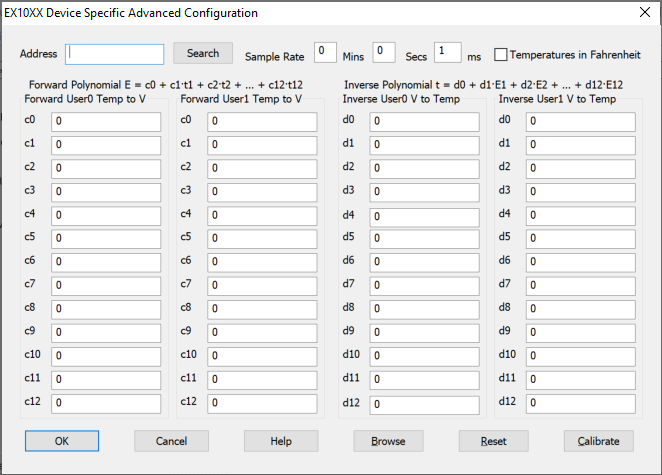 EX10XX Device Specific Advanced Configuration
Address Search Sample Rate 0 Mins 0 Secs 1 ms Temperatures in Fahrenheit
Forward Polynomial E = c0 + c1·t1 + c2·t2 + ... + c12·t12 Inverse Polynomial t = d0 + d1·E1 + d2·E2 + ... + d12·E12
Forward User0 Temp to V Forward User1 Temp to V Inverse User0 V to Temp Inverse User1 V to Temp
c0 0 c0 0 d0 0 d0 0
c1 0 c1 0 d1 0 d1 0
c2 0 c2 0 d2 0 d2 0
c3 0 c3 0 d3 0 d3 0
c4 0 c4 0 d4 0 d4 0
c5 0 c5 0 d5 0 d5 0
c6 0 c6 0 d6 0 d6 0
c7 0 c7 0 d7 0 d7 0
c8 0 c8 0 d8 0 d8 0
c9 0 c9 0 d9 0 d9 0
c10 0 c10 0 d10 0 d10 0
c11 0 c11 0 d11 0 d11 0
c12 0 c12 0 d12 0 d12 0
OK Cancel Help Browse Reset Calibrate